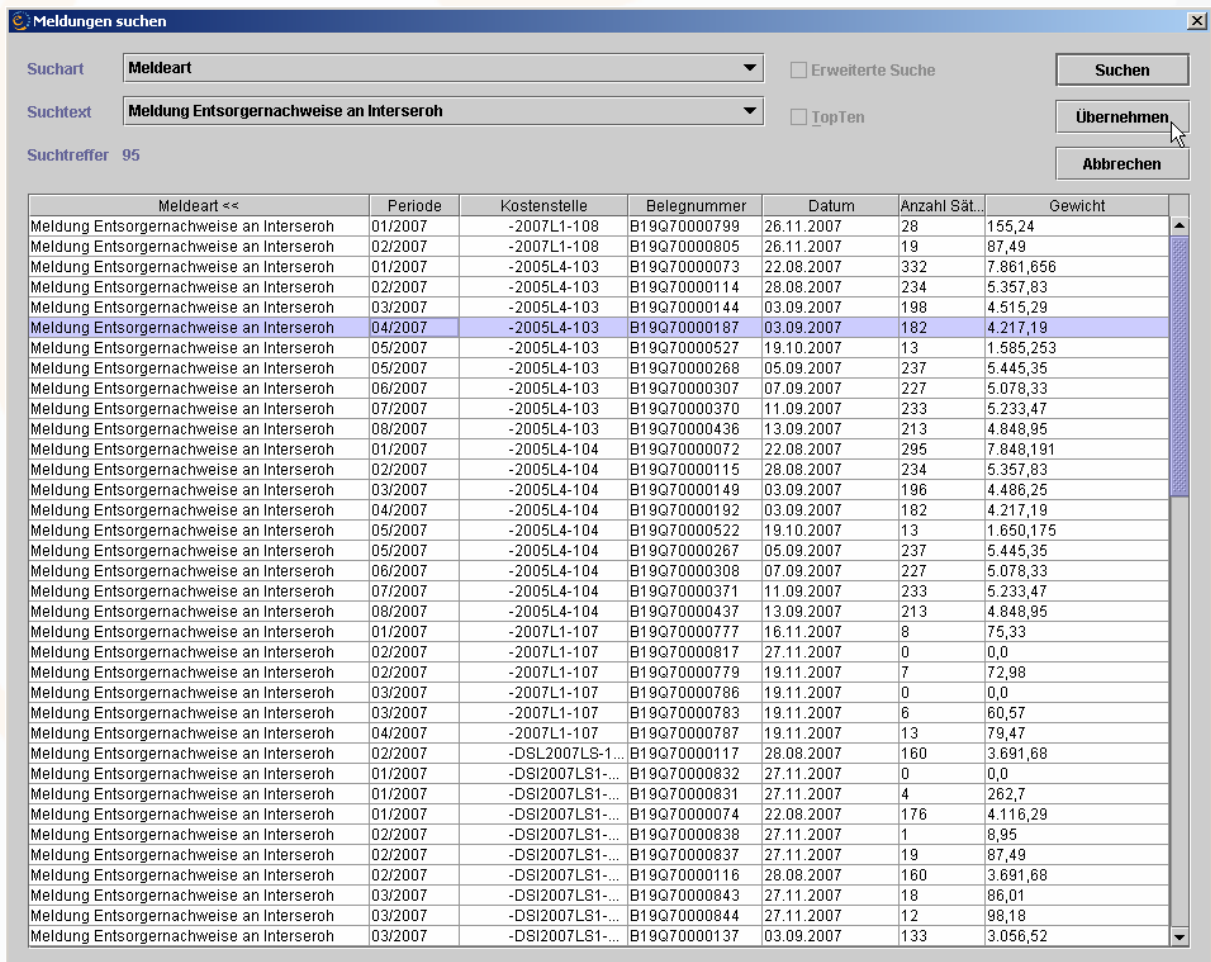 Meldungen suchen
Suchart Meldeart Erweiterte Suche Suchen
Suchtext Meldung Entsorgernachweise an Interseroh TopTen Übernehmen
Suchtreffer 95 Abbrechen
Meldeart << Periode Kostenstelle Belegnummer Datum Anzahl Sät... Gewicht
Meldung Entsorgernachweise an Interseroh 01/2007 -2007L1-108 B19Q70000799 26.11.2007 28 155,24
Meldung Entsorgernachweise an Interseroh 02/2007 -2007L1-108 B19Q70000805 26.11.2007 19 87,49
Meldung Entsorgernachweise an Interseroh 01/2007 -2005L4-103 B19Q70000073 22.08.2007 332 7.861,656
Meldung Entsorgernachweise an Interseroh 02/2007 -2005L4-103 B19Q70000114 28.08.2007 234 5.357,83
Meldung Entsorgernachweise an Interseroh 03/2007 -2005L4-103 B19Q70000144 03.09.2007 198 4.515,29
Meldung Entsorgernachweise an Interseroh 04/2007 -2005L4-103 B19Q70000187 03.09.2007 182 4.217,19
Meldung Entsorgernachweise an Interseroh 05/2007 -2005L4-103 B19Q70000527 19.10.2007 13 1.585,253
Meldung Entsorgernachweise an Interseroh 05/2007 -2005L4-103 B19Q70000268 05.09.2007 237 5.445,35
Meldung Entsorgernachweise an Interseroh 06/2007 -2005L4-103 B19Q70000307 07.09.2007 227 5.078,33
Meldung Entsorgernachweise an Interseroh 07/2007 -2005L4-103 B19Q70000370 11.09.2007 233 5.233,47
Meldung Entsorgernachweise an Interseroh 08/2007 -2005L4-103 B19Q70000436 13.09.2007 213 4.848,95
Meldung Entsorgernachweise an Interseroh 01/2007 -2005L4-104 B19Q70000072 22.08.2007 295 7.848,191
Meldung Entsorgernachweise an Interseroh 02/2007 -2005L4-104 B19Q70000115 28.08.2007 234 5.357,83
Meldung Entsorgernachweise an Interseroh 03/2007 -2005L4-104 B19Q70000149 03.09.2007 196 4.486,25
Meldung Entsorgernachweise an Interseroh 04/2007 -2005L4-104 B19Q70000192 03.09.2007 182 4.217,19
Meldung Entsorgernachweise an Interseroh 05/2007 -2005L4-104 B19Q70000522 19.10.2007 13 1.650,175
Meldung Entsorgernachweise an Interseroh 05/2007 -2005L4-104 B19Q70000267 05.09.2007 237 5.445,35
Meldung Entsorgernachweise an Interseroh 06/2007 -2005L4-104 B19Q70000308 07.09.2007 227 5.078,33
Meldung Entsorgernachweise an Interseroh 07/2007 -2005L4-104 B19Q70000371 11.09.2007 233 5.233,47
Meldung Entsorgernachweise an Interseroh 08/2007 -2005L4-104 B19Q70000437 13.09.2007 213 4.848,95
Meldung Entsorgernachweise an Interseroh 01/2007 -2007L1-107 B19Q70000777 16.11.2007 8 75,33
Meldung Entsorgernachweise an Interseroh 02/2007 -2007L1-107 B19Q70000817 27.11.2007 0 0,0
Meldung Entsorgernachweise an Interseroh 02/2007 -2007L1-107 B19Q70000779 19.11.2007 7 72,98
Meldung Entsorgernachweise an Interseroh 03/2007 -2007L1-107 B19Q70000786 19.11.2007 0 0,0
Meldung Entsorgernachweise an Interseroh 03/2007 -2007L1-107 B19Q70000783 19.11.2007 6 60,57
Meldung Entsorgernachweise an Interseroh 04/2007 -2007L1-107 B19Q70000787 19.11.2007 13 79,47
Meldung Entsorgernachweise an Interseroh 02/2007 -DSL2007LS-1... B19Q70000117 28.08.2007 160 3.691,68
Meldung Entsorgernachweise an Interseroh 01/2007 -DSI2007LS1-... B19Q70000832 27.11.2007 0 0,0
Meldung Entsorgernachweise an Interseroh 01/2007 -DSI2007LS1-... B19Q70000831 27.11.2007 4 262,7
Meldung Entsorgernachweise an Interseroh 01/2007 -DSI2007LS1-... B19Q70000074 22.08.2007 176 4.116,29
Meldung Entsorgernachweise an Interseroh 02/2007 -DSI2007LS1-... B19Q70000838 27.11.2007 1 8,95
Meldung Entsorgernachweise an Interseroh 02/2007 -DSI2007LS1-... B19Q70000837 27.11.2007 19 87,49
Meldung Entsorgernachweise an Interseroh 02/2007 -DSI2007LS1-... B19Q70000116 28.08.2007 160 3.691,68
Meldung Entsorgernachweise an Interseroh 03/2007 -DSI2007LS1-... B19Q70000843 27.11.2007 18 86,01
Meldung Entsorgernachweise an Interseroh 03/2007 -DSI2007LS1-... B19Q70000844 27.11.2007 12 98,18
Meldung Entsorgernachweise an Interseroh 03/2007 -DSI2007LS1-... B19Q70000137 03.09.2007 133 3.056,52